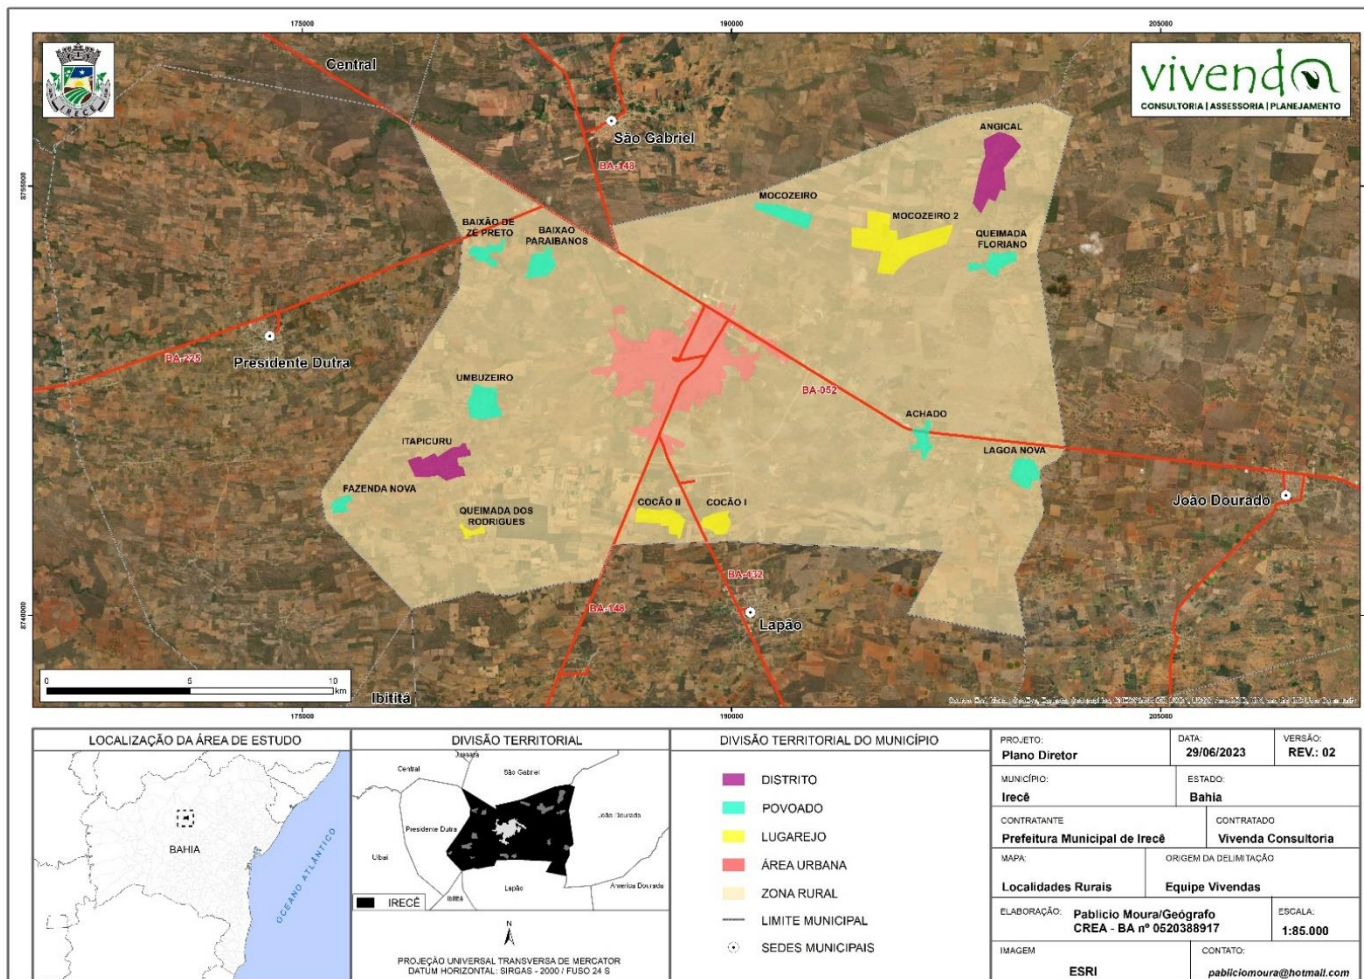 175000
190000
205000
Central
IRECÊ
São Gabriel
vivenda
CONSULTORIA | ASSESSORIA | PLANEJAMENTO
ANGICAL
BA-148
8755000
8755000
MOCOZEIRO
MOCOZEIRO 2
BAIXÃO DE
ZÉ PRETO
BAIXAO
PARAIBANOS
QUEIMADA
FLORIANO
Presidente Dutra
BA-225
UMBUZEIRO
BA-052
ACHADO
ITAPICURU
LAGOA NOVA
FAZENDA NOVA
COCÃO II
COCÃO I
João Dourado
QUEIMADA DOS
RODRIGUES
BA-432
BA-148
8740000
8740000
Lapão
0
5
10
km
Ibititá
175000
190000
205000
LOCALIZAÇÃO DA ÁREA DE ESTUDO
BAHIA
OCEANO ATLÂNTICO
DIVISÃO TERRITORIAL
Jussara
Central
São Gabriel
Presidente Dutra
João Dourado
Uibaí
Lapão
Ibititá
América Dourada
IRECÊ
N
PROJEÇÃO UNIVERSAL TRANSVERSA DE MERCATOR
DATUM HORIZONTAL: SIRGAS - 2000 / FUSO 24 S
DIVISÃO TERRITORIAL DO MUNICÍPIO
DISTRITO
POVOADO
LUGAREJO
ÁREA URBANA
ZONA RURAL
LIMITE MUNICIPAL
SEDES MUNICIPAIS
PROJETO:
Plano Diretor
DATA:
29/06/2023
VERSÃO:
REV.: 02
MUNICÍPIO:
Irecê
ESTADO:
Bahia
CONTRATANTE
Prefeitura Municipal de Irecê
CONTRATADO
Vivenda Consultoria
MAPA:
Localidades Rurais
ORIGEM DA DELIMITAÇÃO
Equipe Vivendas
ELABORAÇÃO: Pablicio Moura/Geógrafo
CREA - BA nº 0520388917
ESCALA:
1:85.000
IMAGEM
ESRI
CONTATO:
pabliciomoura@hotmail.com